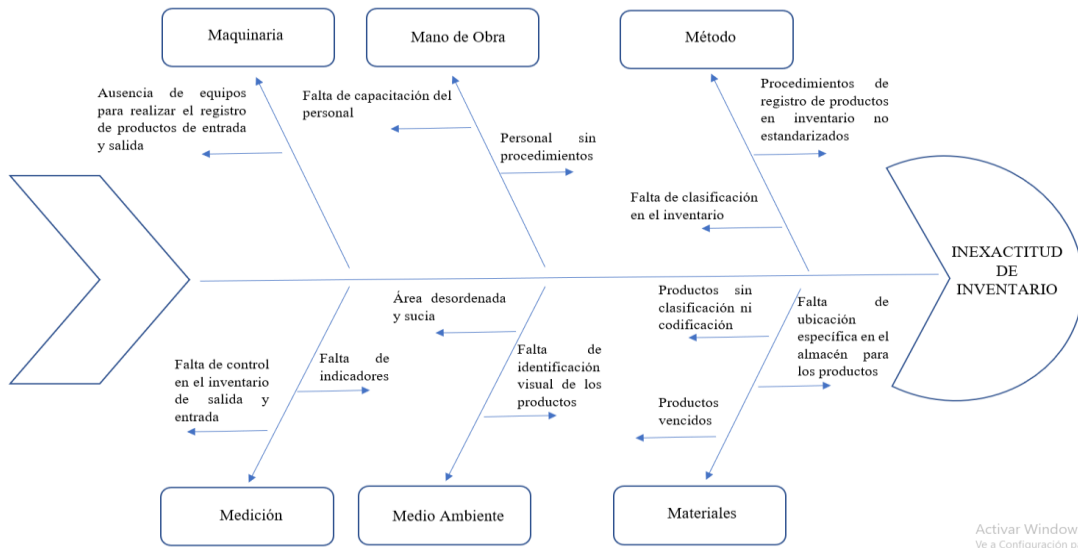 Maquinaria
Mano de Obra
Método
Ausencia de equipos
para realizar el registro
de productos de entrada
y salida
Falta de capacitación del
personal
Personal sin
procedimientos
Procedimientos de
registro de productos
en inventario no
estandarizados
Falta de clasificación
en el inventario
INEXACTITUD
DE
INVENTARIO
Falta de control
en el inventario
de salida y
entrada
Falta de
indicadores
Área desordenada
y sucia
Falta de
identificación
visual de los
productos
Productos sin
clasificación ni
codificación
Productos
vencidos
Falta de
ubicación
específica en el
almacén para
los productos
Medición
Medio Ambiente
Materiales
Activar Window
Ve a Configuración p